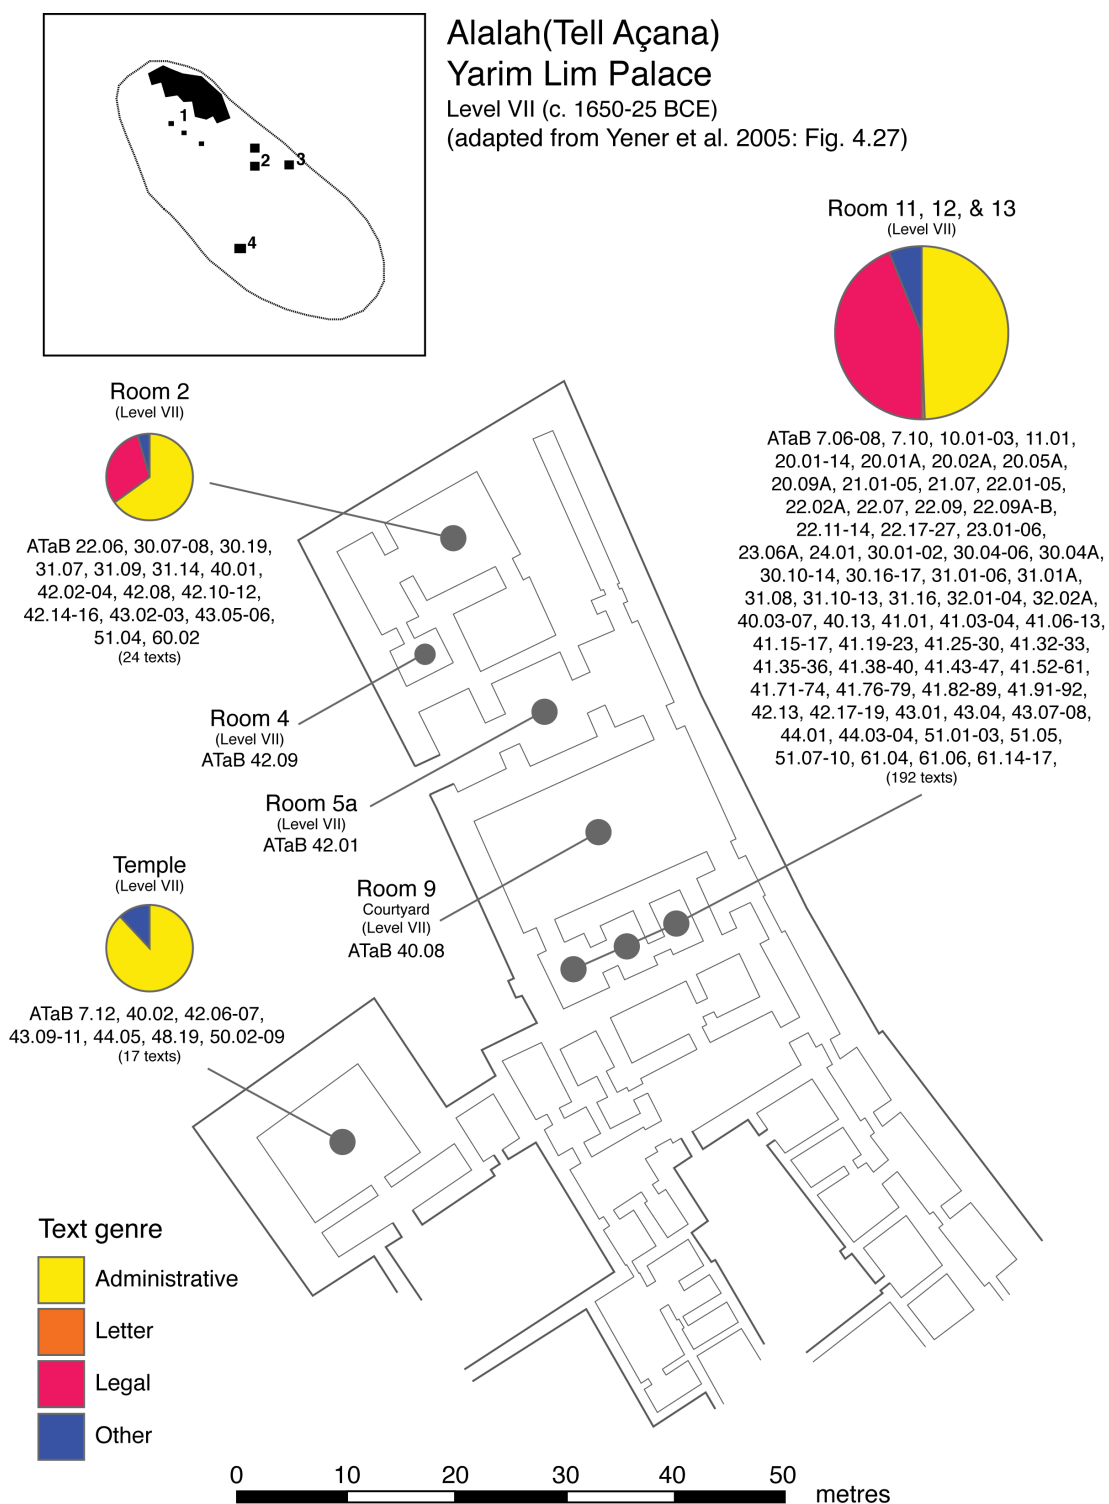 Alalah(Tell Açana)
Yarim Lim Palace
Level VII (c. 1650-25 BCE)
(adapted from Yener et al. 2005: Fig. 4.27)
1
2
3
4
Room 11, 12, & 13
(Level VII)
ATaB 7.06-08, 7.10, 10.01-03, 11.01,
20.01-14, 20.01A, 20.02A, 20.05A,
20.09A, 21.01-05, 21.07, 22.01-05,
22.02A, 22.07, 22.09, 22.09A-B,
22.11-14, 22.17-27, 23.01-06,
23.06A, 24.01, 30.01-02, 30.04-06, 30.04A,
30.10-14, 30.16-17, 31.01-06, 31.01A,
31.08, 31.10-13, 31.16, 32.01-04, 32.02A,
40.03-07, 40.13, 41.01, 41.03-04, 41.06-13,
41.15-17, 41.19-23, 41.25-30, 41.32-33,
41.35-36, 41.38-40, 41.43-47, 41.52-61,
41.71-74, 41.76-79, 41.82-89, 41.91-92,
42.13, 42.17-19, 43.01, 43.04, 43.07-08,
44.01, 44.03-04, 51.01-03, 51.05,
51.07-10, 61.04, 61.06, 61.14-17,
(192 texts)
Room 2
(Level VII)
ATaB 22.06, 30.07-08, 30.19,
31.07, 31.09, 31.14, 40.01,
42.02-04, 42.08, 42.10-12,
42.14-16, 43.02-03, 43.05-06,
51.04, 60.02
(24 texts)
Room 4
(Level VII)
ATaB 42.09
Room 5a
(Level VII)
ATaB 42.01
Room 9
Courtyard
(Level VII)
ATaB 40.08
Temple
(Level VII)
ATaB 7.12, 40.02, 42.06-07,
43.09-11, 44.05, 48.19, 50.02-09
(17 texts)
Text genre
Administrative
Letter
Legal
Other
0 10 20 30 40 50
metres